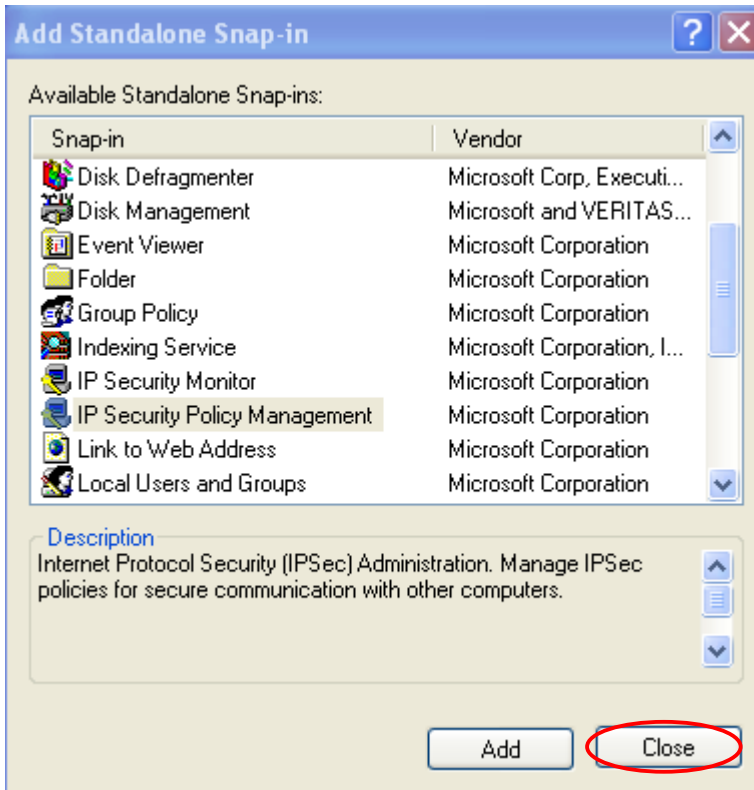 Add Standalone Snap-in
Available Standalone Snap-ins:
Snap-in Vendor
Disk Defragmenter Microsoft Corp, Executi...
Disk Management Microsoft and VERITAS...
Event Viewer Microsoft Corporation
Folder Microsoft Corporation
Group Policy Microsoft Corporation
Indexing Service Microsoft Corporation, I...
IP Security Monitor Microsoft Corporation
IP Security Policy Management Microsoft Corporation
Link to Web Address Microsoft Corporation
Local Users and Groups Microsoft Corporation
Description
Internet Protocol Security (IPSec) Administration. Manage IPSec
policies for secure communication with other computers.
Add Close